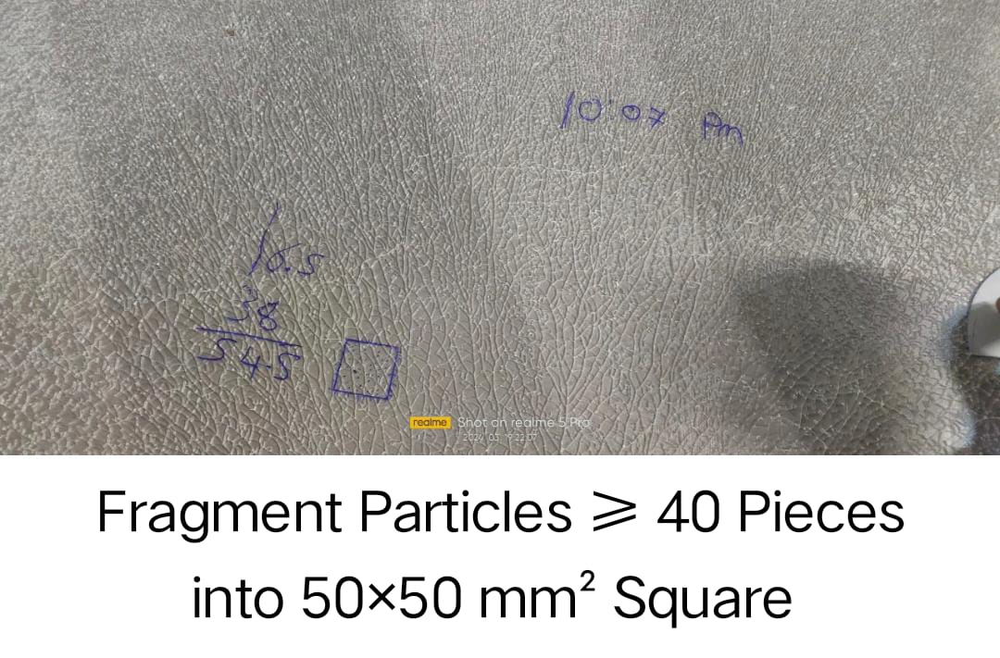 10:07 Pm
16.5
38
54.5
realme Shot on realme 5 Pro
Fragment Particles ⩾ 40 Pieces
into 50×50 mm² Square